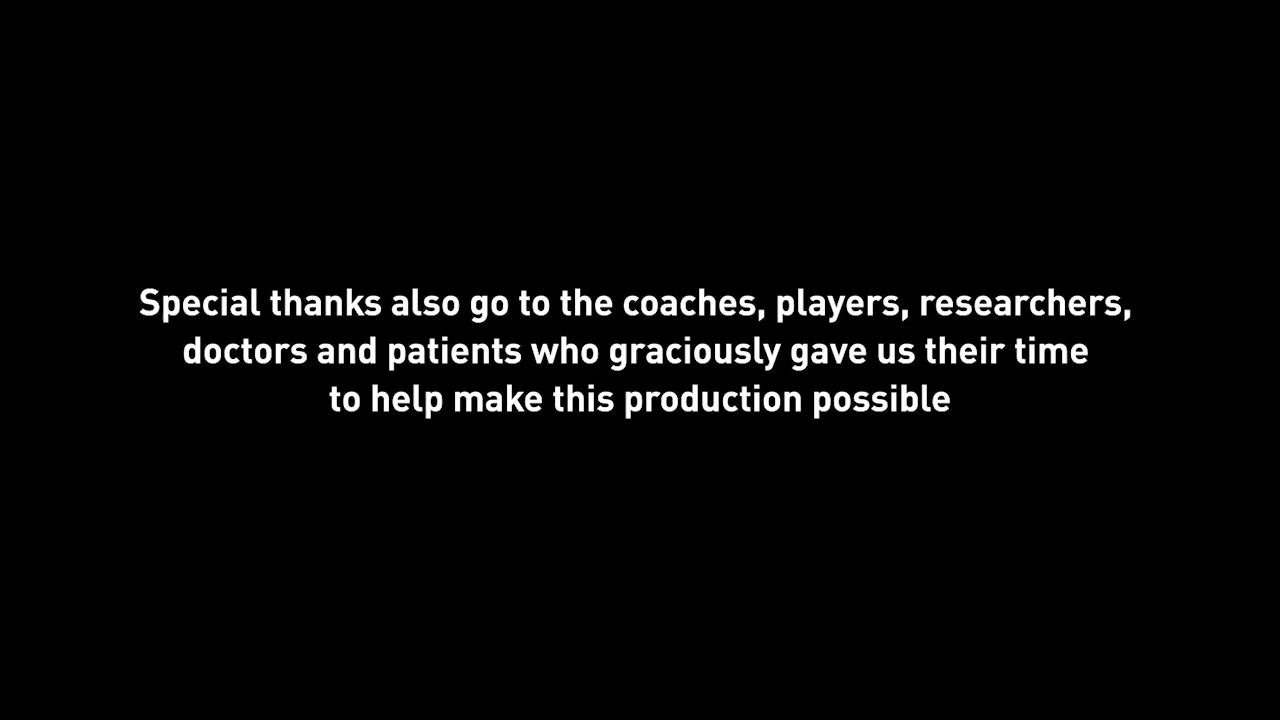 Special thanks also go to the coaches, players, researchers,
doctors and patients who graciously gave us their time
to help make this production possible